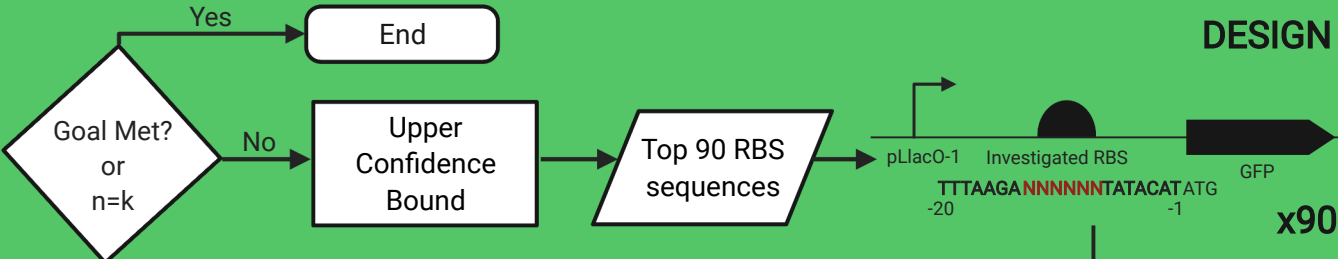 Yes
End
DESIGN
Goal Met?
or
n=k
No
Upper
Confidence
Bound
Top 90 RBS
sequences
pLlacO-1
Investigated RBS
GFP
TTTAAGANNNNNNTATACATATG
-20
-1
x90